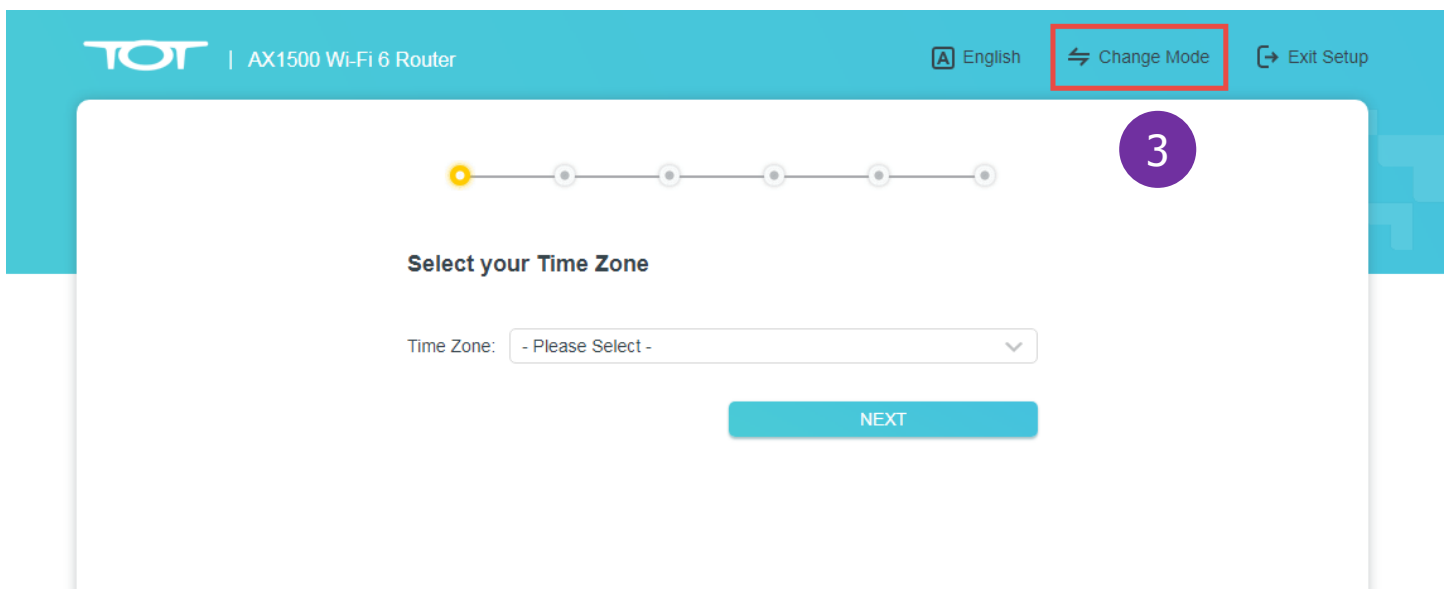 TOT | AX1500 Wi-Fi 6 Router
A English
Change Mode
Exit Setup
3
Select your Time Zone
Time Zone: - Please Select -
NEXT